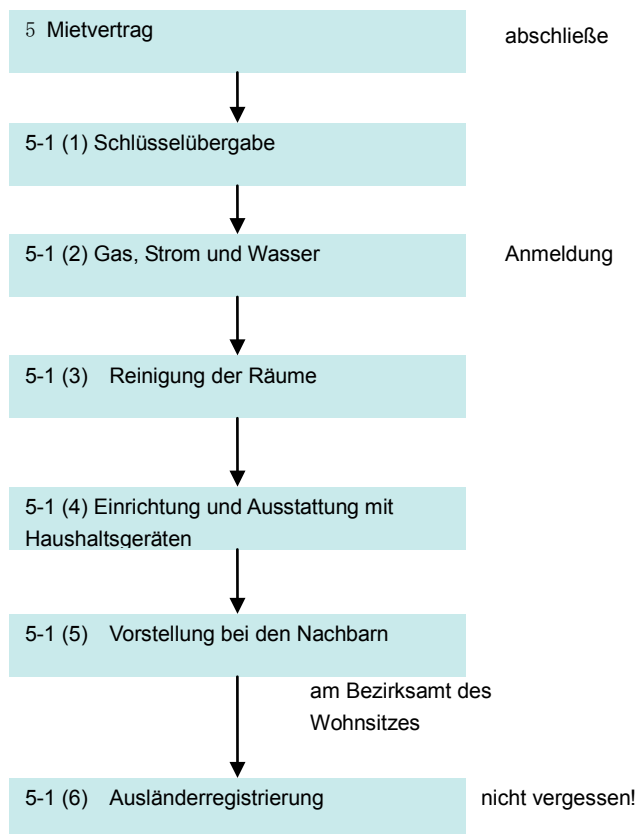 5 Mietvertrag abschließe
5-1 (1) Schlüsselübergabe
5-1 (2) Gas, Strom und Wasser Anmeldung
5-1 (3) Reinigung der Räume
5-1 (4) Einrichtung und Ausstattung mit
Haushaltsgeräten
5-1 (5) Vorstellung bei den Nachbarn
am Bezirksamt des
Wohnsitzes
5-1 (6) Ausländerregistrierung nicht vergessen!